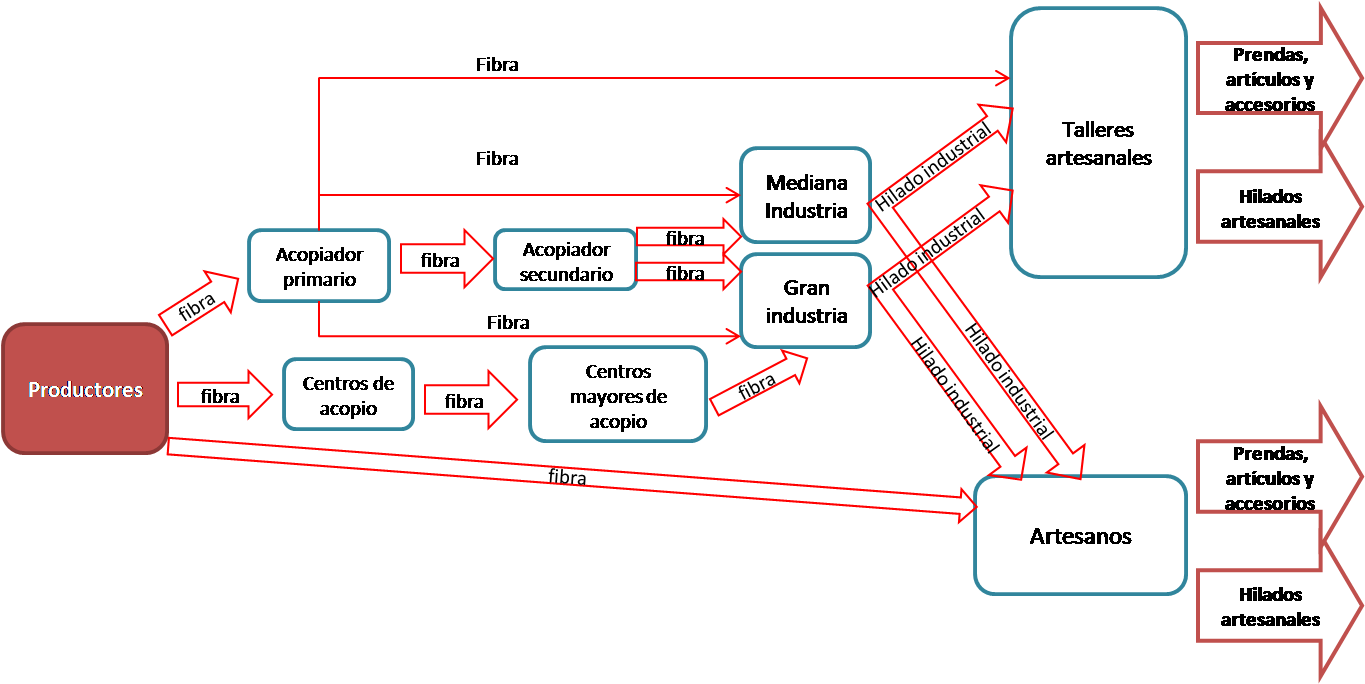 Fibra
Fibra
Fibra
Productores
fibra
Acopiador
primario
fibra
Acopiador
secundario
fibra
fibra
Mediana
Industria
Gran
industria
fibra
Centros de
acopio
fibra
Centros
mayores de
acopio
fibra
fibra
Hilado industrial
Hilado industrial
Hilado industrial
Hilado industrial
Talleres
artesanales
Artesanos
Prendas,
artículos y
accesorios
Hilados
artesanales
Prendas,
artículos y
accesorios
Hilados
artesanales